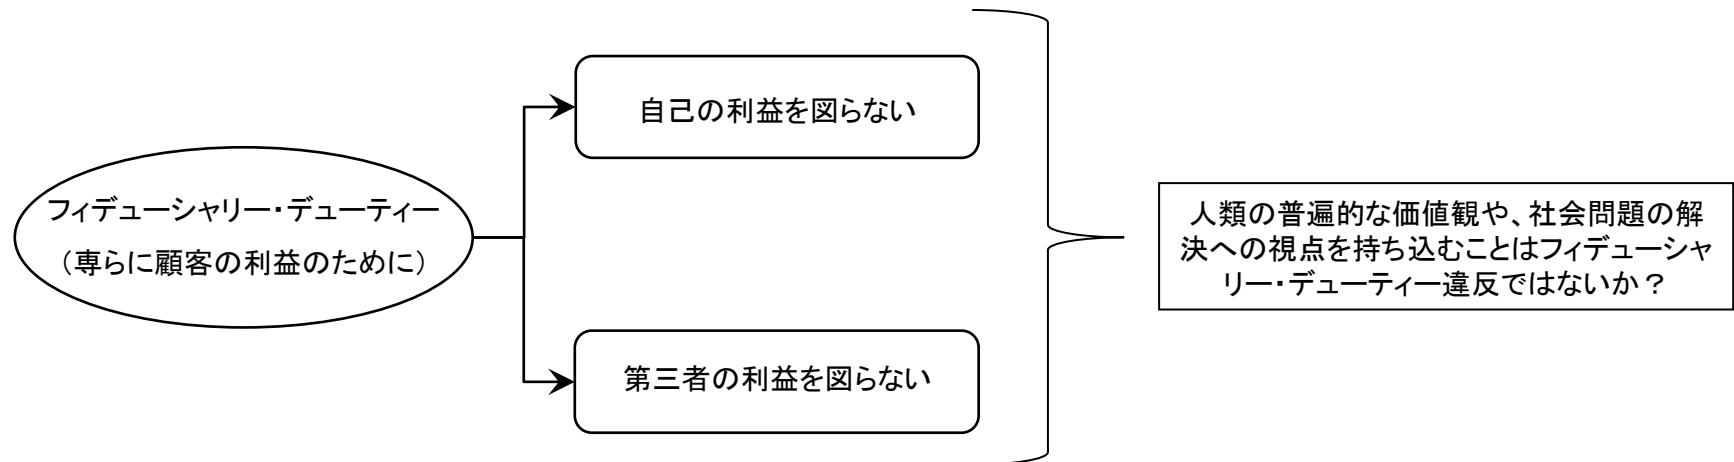 フィデューシャリー・デューティー
（専らに顧客の利益のために）
自己の利益を図らない
第三者の利益を図らない
人類の普遍的な価値観や、社会問題の解
決への視点を持ち込むことはフィデューシャ
リー・デューティー違反ではないか？